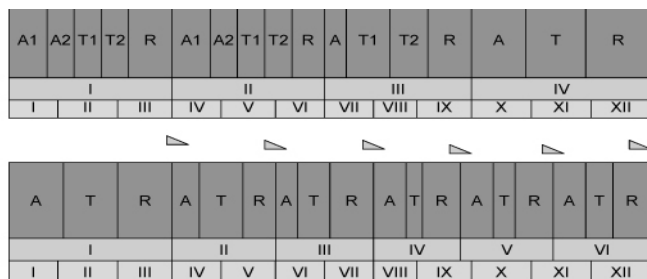 A1 A2 T1 T2 R A1 A2 T1 T2 R A T1 T2 R A T R
I II III IV
I II III IV V VI VII VIII IX X XI XII
A T R A T R A T R A T R A T R A T R
I II III IV V VI
I II III IV V VI VII VIII IX X XI XII